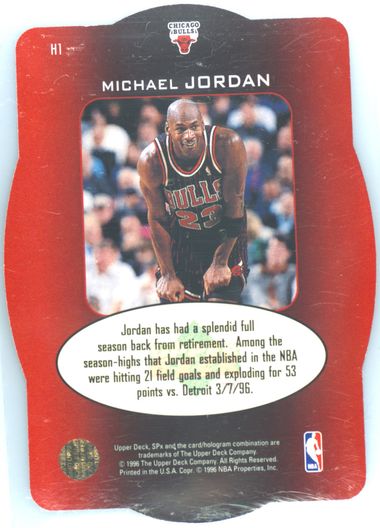 CHICAGO
BULLS
H1
MICHAEL JORDAN
BULLS
23
Jordan has had a splendid full
season back from retirement. Among the
season-highs that Jordan established in the NBA
were hitting 21 field goals and exploding for 53
points vs. Detroit 3/7/96.
Upper Deck, SPx and the card/hologram combination are
trademarks of The Upper Deck Company.
© 1996 The Upper Deck Company. All Rights Reserved.
Printed in the U.S.A. Copr. © 1996 NBA Properties, Inc.
NBA